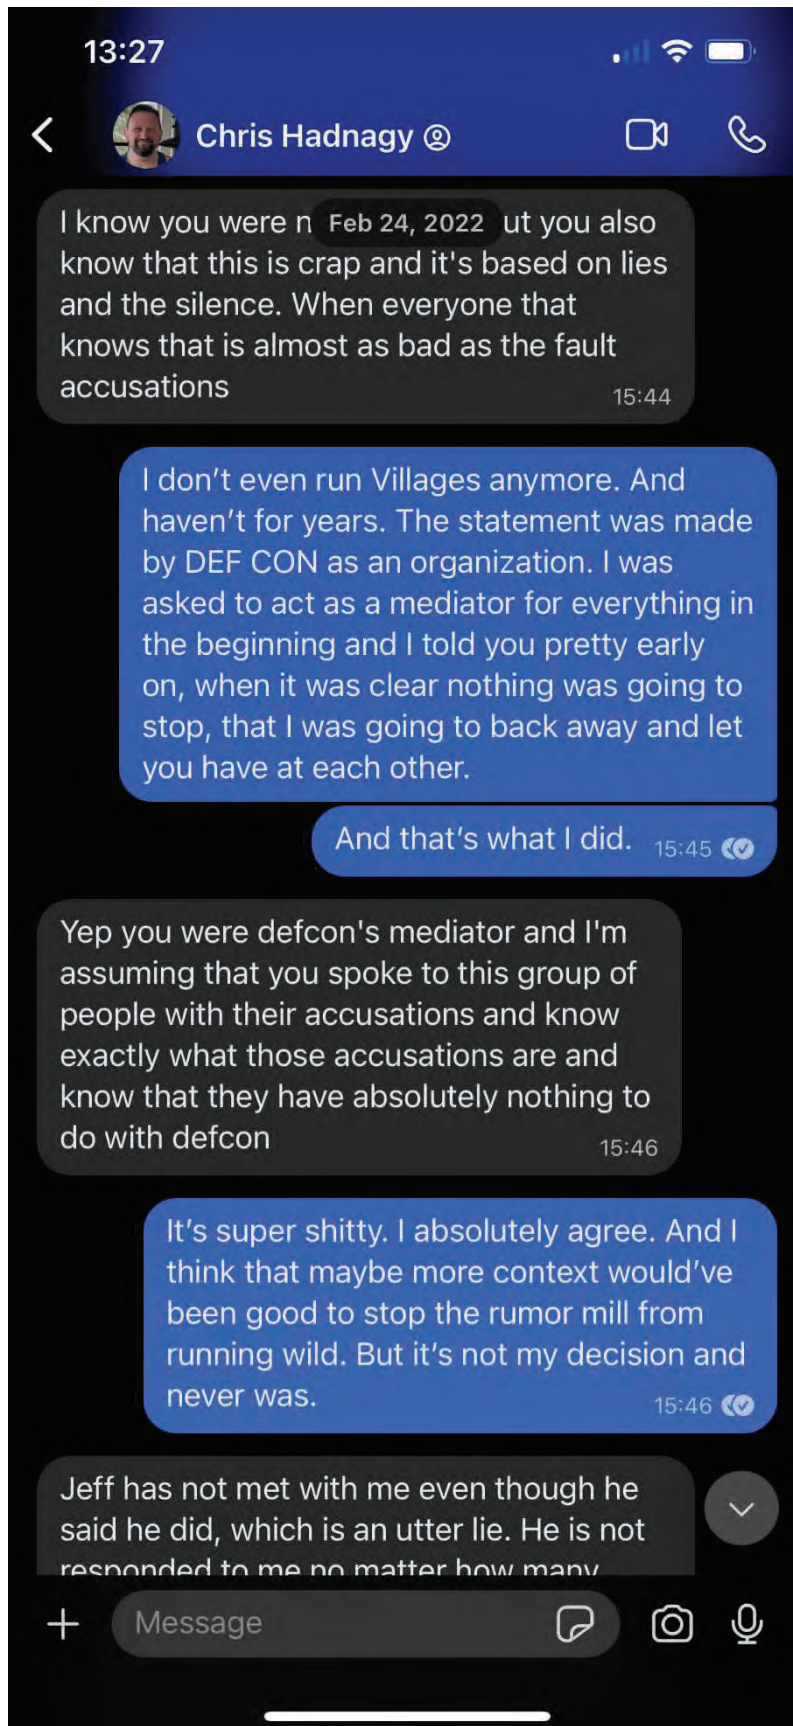 13:27
Chris Hadnagy
I know you were n Feb 24, 2022 ut you also
know that this is crap and it's based on lies
and the silence. When everyone that
knows that is almost as bad as the fault
accusations
15:44
I don't even run Villages anymore. And
haven't for years. The statement was made
by DEF CON as an organization. I was
asked to act as a mediator for everything in
the beginning and I told you pretty early
on, when it was clear nothing was going to
stop, that I was going to back away and let
you have at each other.
And that's what I did. 15:45
Yep you were defcon's mediator and I'm
assuming that you spoke to this group of
people with their accusations and know
exactly what those accusations are and
know that they have absolutely nothing to
do with defcon
15:46
It's super shitty. I absolutely agree. And I
think that maybe more context would've
been good to stop the rumor mill from
running wild. But it's not my decision and
never was.
15:46
Jeff has not met with me even though he
said he did, which is an utter lie. He is not
responded to me no matter how many
Message